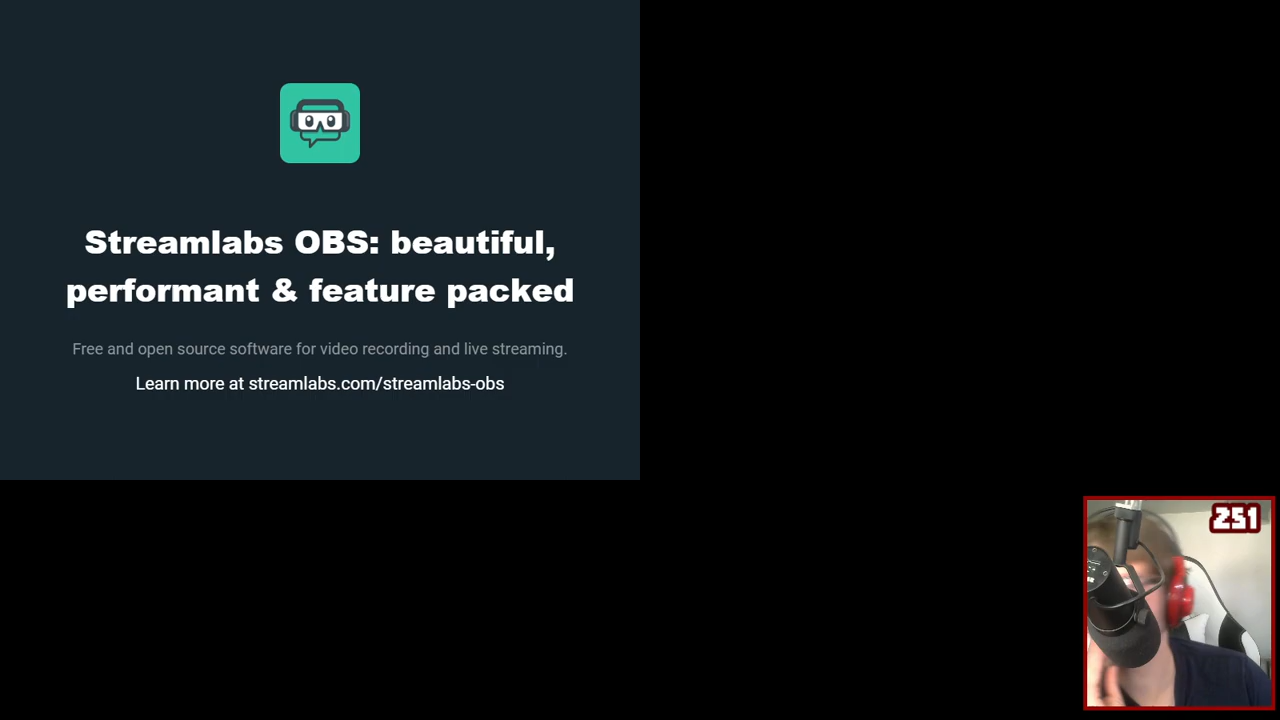 Streamlabs OBS: beautiful,
performant & feature packed
Free and open source software for video recording and live streaming.
Learn more at streamlabs.com/streamlabs-obs
251